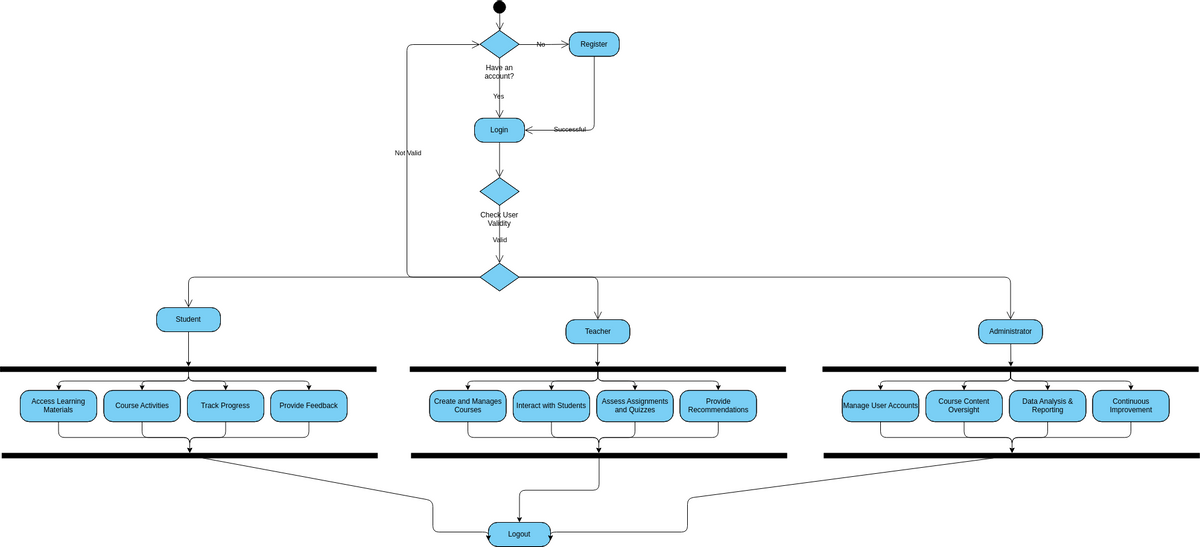 No
Register
Have an
account?
Yes
Login
Successful
Not Valid
Check User
Validity
Valid
Student
Teacher
Administrator
Access Learning
Materials
Course Activities
Track Progress
Provide Feedback
Create and Manages
Courses
Interact with Students
Assess Assignments
and Quizzes
Provide
Recommendations
Manage User Accounts
Course Content
Oversight
Data Analysis &
Reporting
Continuous
Improvement
Logout